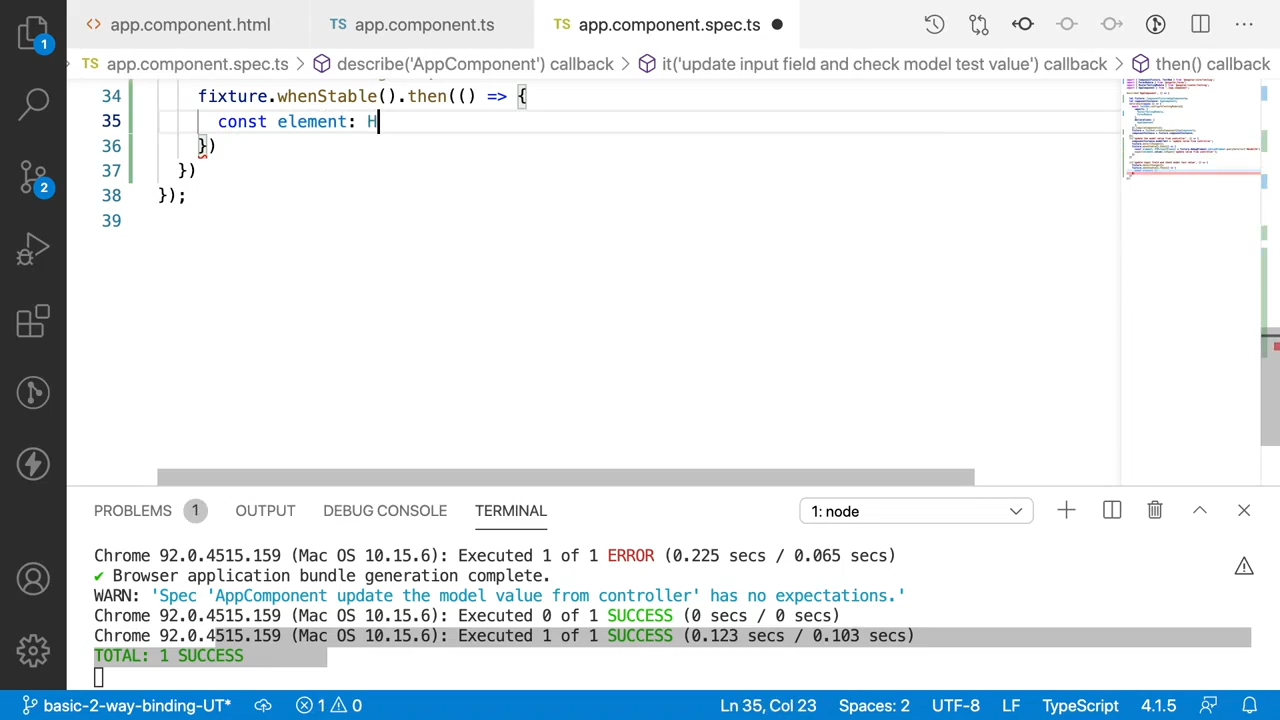 app.component.html
TS app.component.ts
TS app.component.spec.ts
TS app.component.spec.ts > describe('AppComponent') callback > it('update input field and check model test value') callback > then() callback
34 fixture.whenStable().then(() => {
35 const element: H
36 })
37 })
38 });
39
1
2
PROBLEMS 1 OUTPUT DEBUG CONSOLE TERMINAL 1: node
Chrome 92.0.4515.159 (Mac OS 10.15.6): Executed 1 of 1 ERROR (0.225 secs / 0.065 secs)
✔ Browser application bundle generation complete.
WARN: 'Spec 'AppComponent update the model value from controller' has no expectations.'
Chrome 92.0.4515.159 (Mac OS 10.15.6): Executed 0 of 1 SUCCESS (0 secs / 0 secs)
Chrome 92.0.4515.159 (Mac OS 10.15.6): Executed 1 of 1 SUCCESS (0.123 secs / 0.103 secs)
TOTAL: 1 SUCCESS
basic-2-way-binding-UT* 1 0 Ln 35, Col 23 Spaces: 2 UTF-8 LF TypeScript 4.1.5